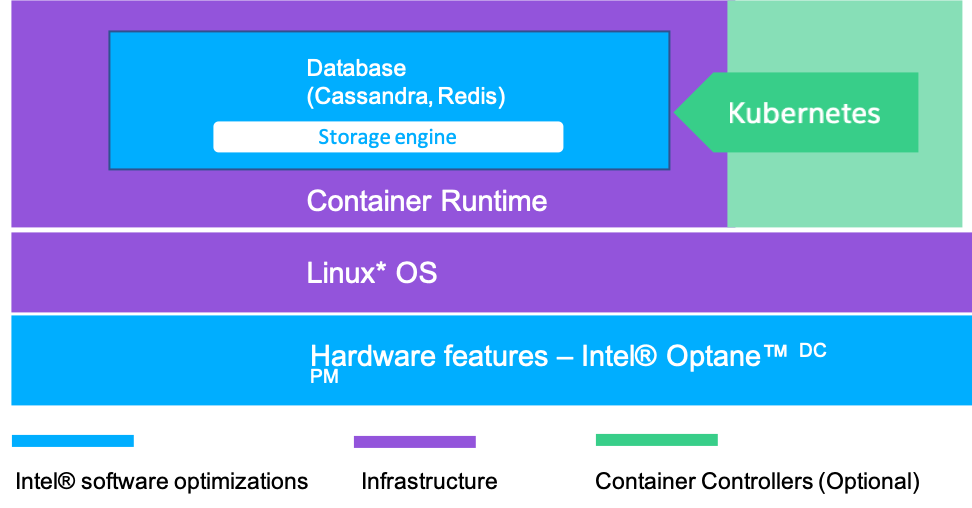 Database
(Cassandra, Redis)
Storage engine
Kubernetes
Container Runtime
Linux* OS
Hardware features – Intel® Optane™ DC
PM
Intel® software optimizations
Infrastructure
Container Controllers (Optional)